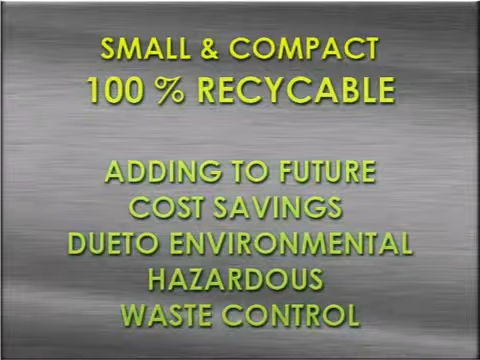 SMALL & COMPACT
100 % RECYCABLE
ADDING TO FUTURE
COST SAVINGS
DUETO ENVIRONMENTAL
HAZARDOUS
WASTE CONTROL